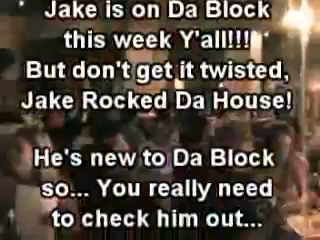 Jake is on Da Block
this week Y'all!!!
But don't get it twisted,
Jake Rocked Da House!
He's new to Da Block
so... You really need
to check him out...